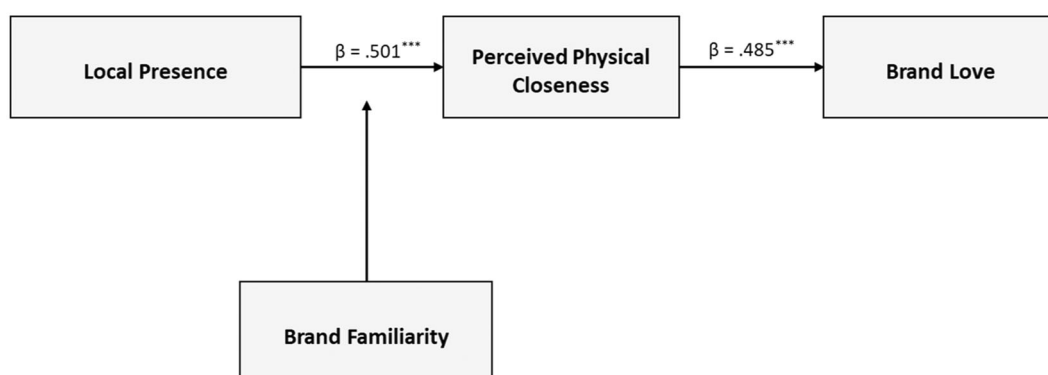 Local Presence
β = .501***
Perceived Physical
Closeness
β = .485***
Brand Love
Brand Familiarity